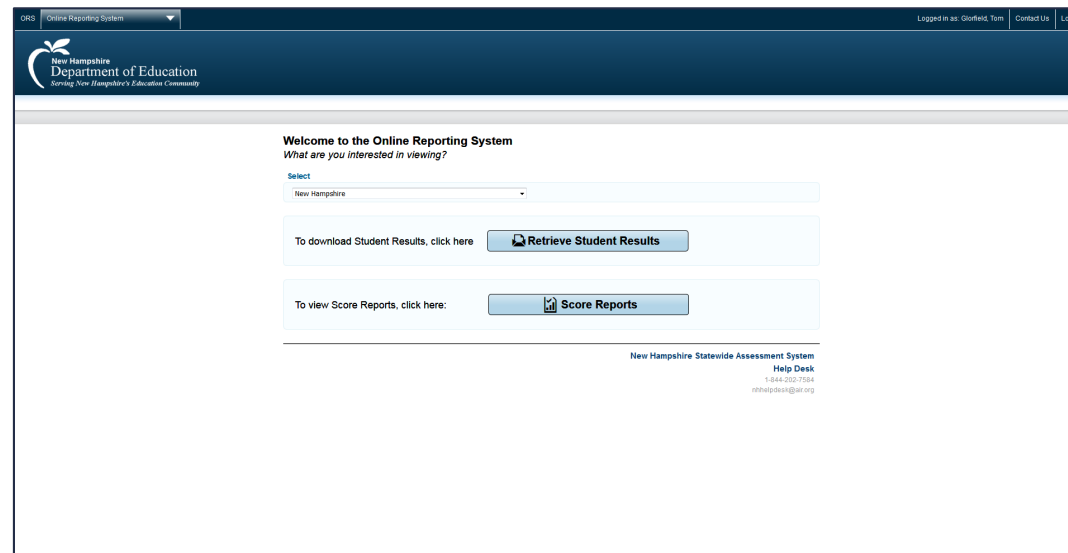 ORS Online Reporting System
Logged in as: Glorfield, Tom Contact Us Lo
New Hampshire
Department of Education
Serving New Hampshire's Education Community
Welcome to the Online Reporting System
What are you interested in viewing?
Select
New Hampshire
To download Student Results, click here Retrieve Student Results
To view Score Reports, click here: Score Reports
New Hampshire Statewide Assessment System
Help Desk
1-844-202-7584
nhhelpdesk@air.org